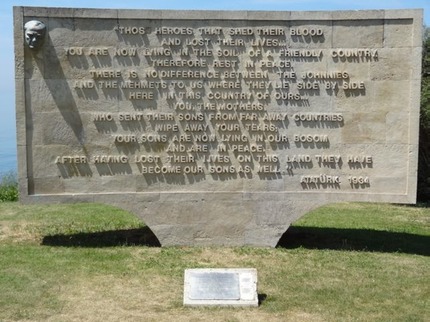 "THOS HEROES THAT SHED THEIR BLOOD
AND LOST THEIR LIVES...
YOU ARE NOW LYING IN THE SOIL OF A FRIENDLY COUNTRY.
THEREFORE REST IN PEACE.
THERE IS NO DIFFERENCE BETWEEN THE JOHNNIES
AND THE MEHMETS TO US WHERE THEY LIE SIDE BY SIDE
HERE IN THIS COUNTRY OF OURS...
YOU, THE MOTHERS,
WHO SENT THEIR SONS FROM FAR AWAY COUNTRIES
WIPE AWAY YOUR TEARS;
YOUR SONS ARE NOW LYING IN OUR BOSOM
AND ARE IN PEACE.
AFTER HAVING LOST THEIR LIVES ON THIS LAND THEY HAVE
BECOME OUR SONS AS WELL."
ATATÜRK, 1934